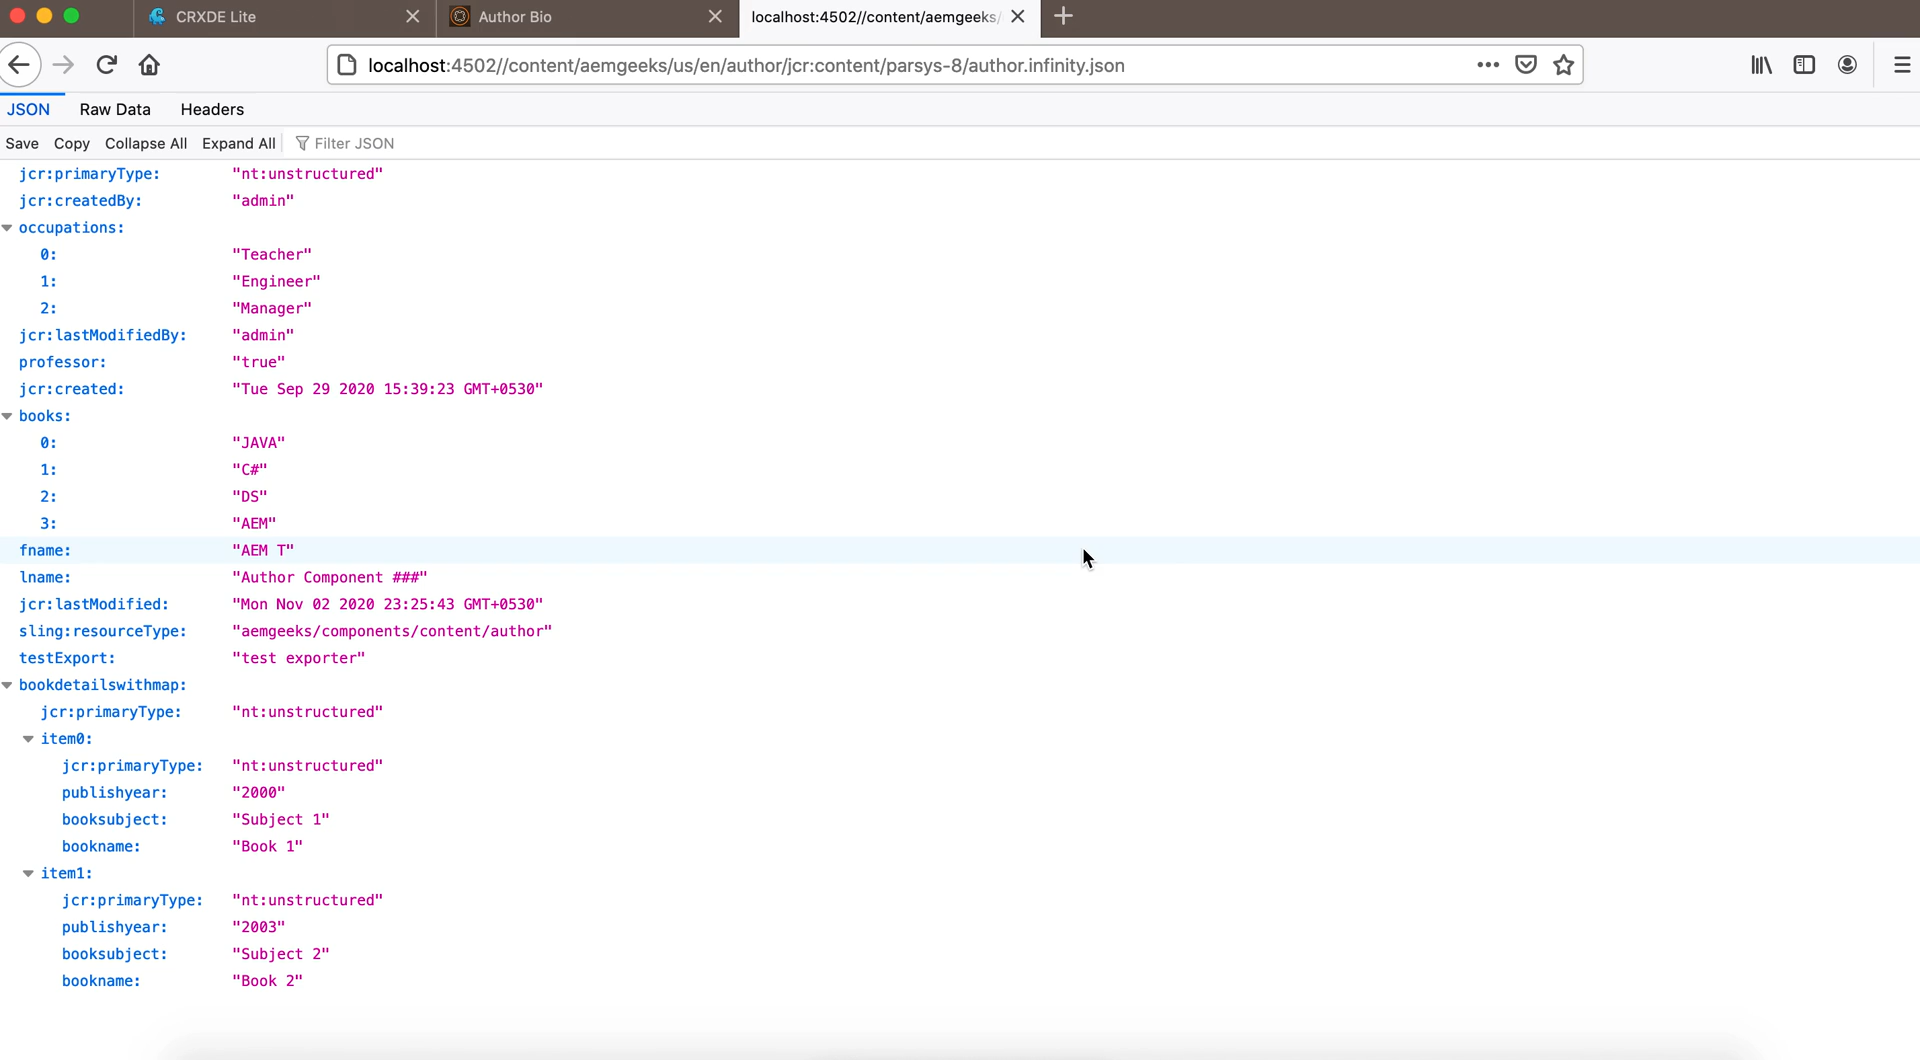 CRXDE Lite
Author Bio
localhost:4502//content/aemgeeks/
localhost:4502//content/aemgeeks/us/en/author/jcr:content/parsys-8/author.infinity.json
JSON Raw Data Headers
Save Copy Collapse All Expand All Filter JSON
jcr:primaryType: "nt:unstructured"
jcr:createdBy: "admin"
occupations:
0: "Teacher"
1: "Engineer"
2: "Manager"
jcr:lastModifiedBy: "admin"
professor: "true"
jcr:created: "Tue Sep 29 2020 15:39:23 GMT+0530"
books:
0: "JAVA"
1: "C#"
2: "DS"
3: "AEM"
fname: "AEM T"
lname: "Author Component ###"
jcr:lastModified: "Mon Nov 02 2020 23:25:43 GMT+0530"
sling:resourceType: "aemgeeks/components/content/author"
testExport: "test exporter"
bookdetailswithmap:
jcr:primaryType: "nt:unstructured"
item0:
jcr:primaryType: "nt:unstructured"
publishyear: "2000"
booksubject: "Subject 1"
bookname: "Book 1"
item1:
jcr:primaryType: "nt:unstructured"
publishyear: "2003"
booksubject: "Subject 2"
bookname: "Book 2"